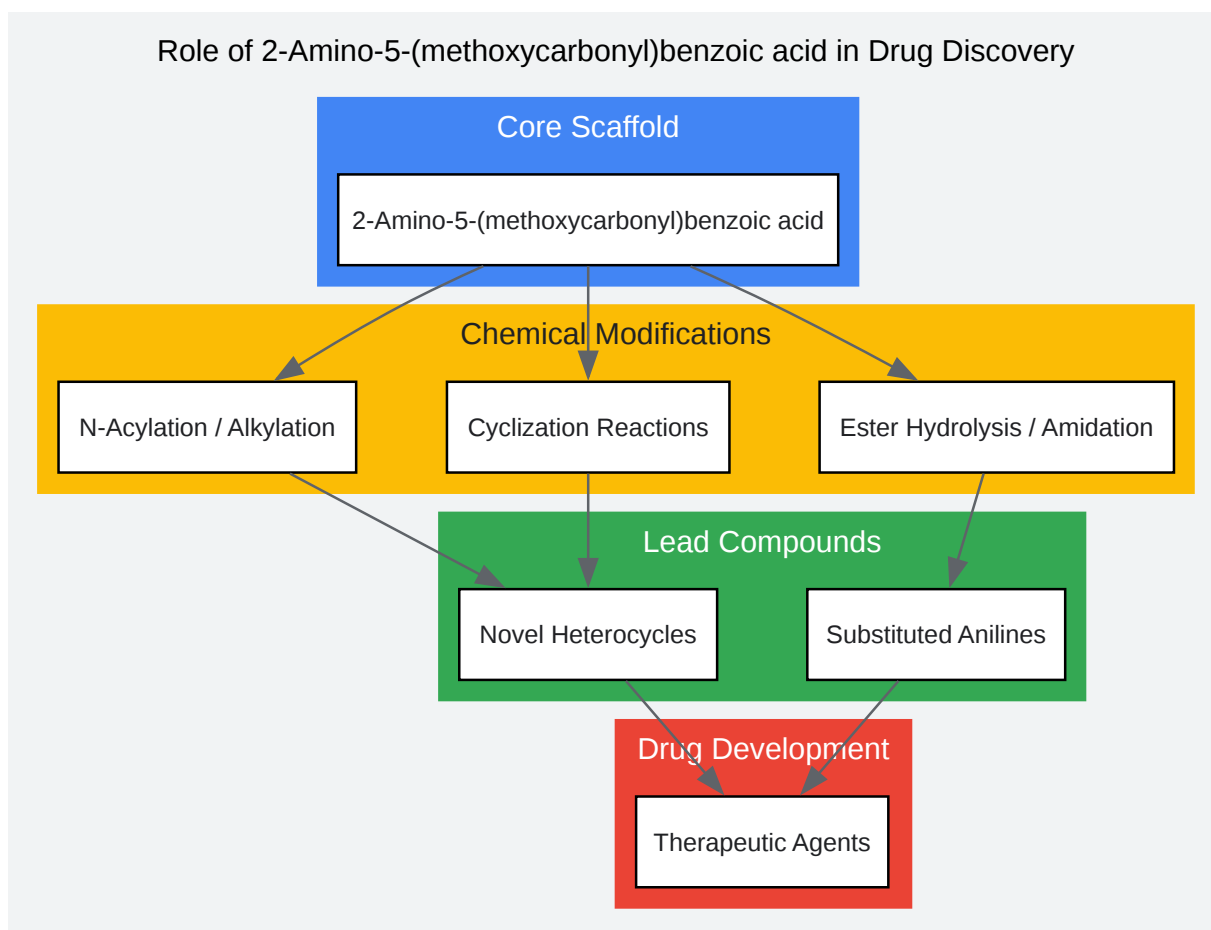 Role of 2-Amino-5-(methoxycarbonyl)benzoic acid in Drug Discovery
Core Scaffold
2-Amino-5-(methoxycarbonyl)benzoic acid
Chemical Modifications
N-Acylation / Alkylation
Cyclization Reactions
Ester Hydrolysis / Amidation
Lead Compounds
Novel Heterocycles
Substituted Anilines
Drug Development
Therapeutic Agents